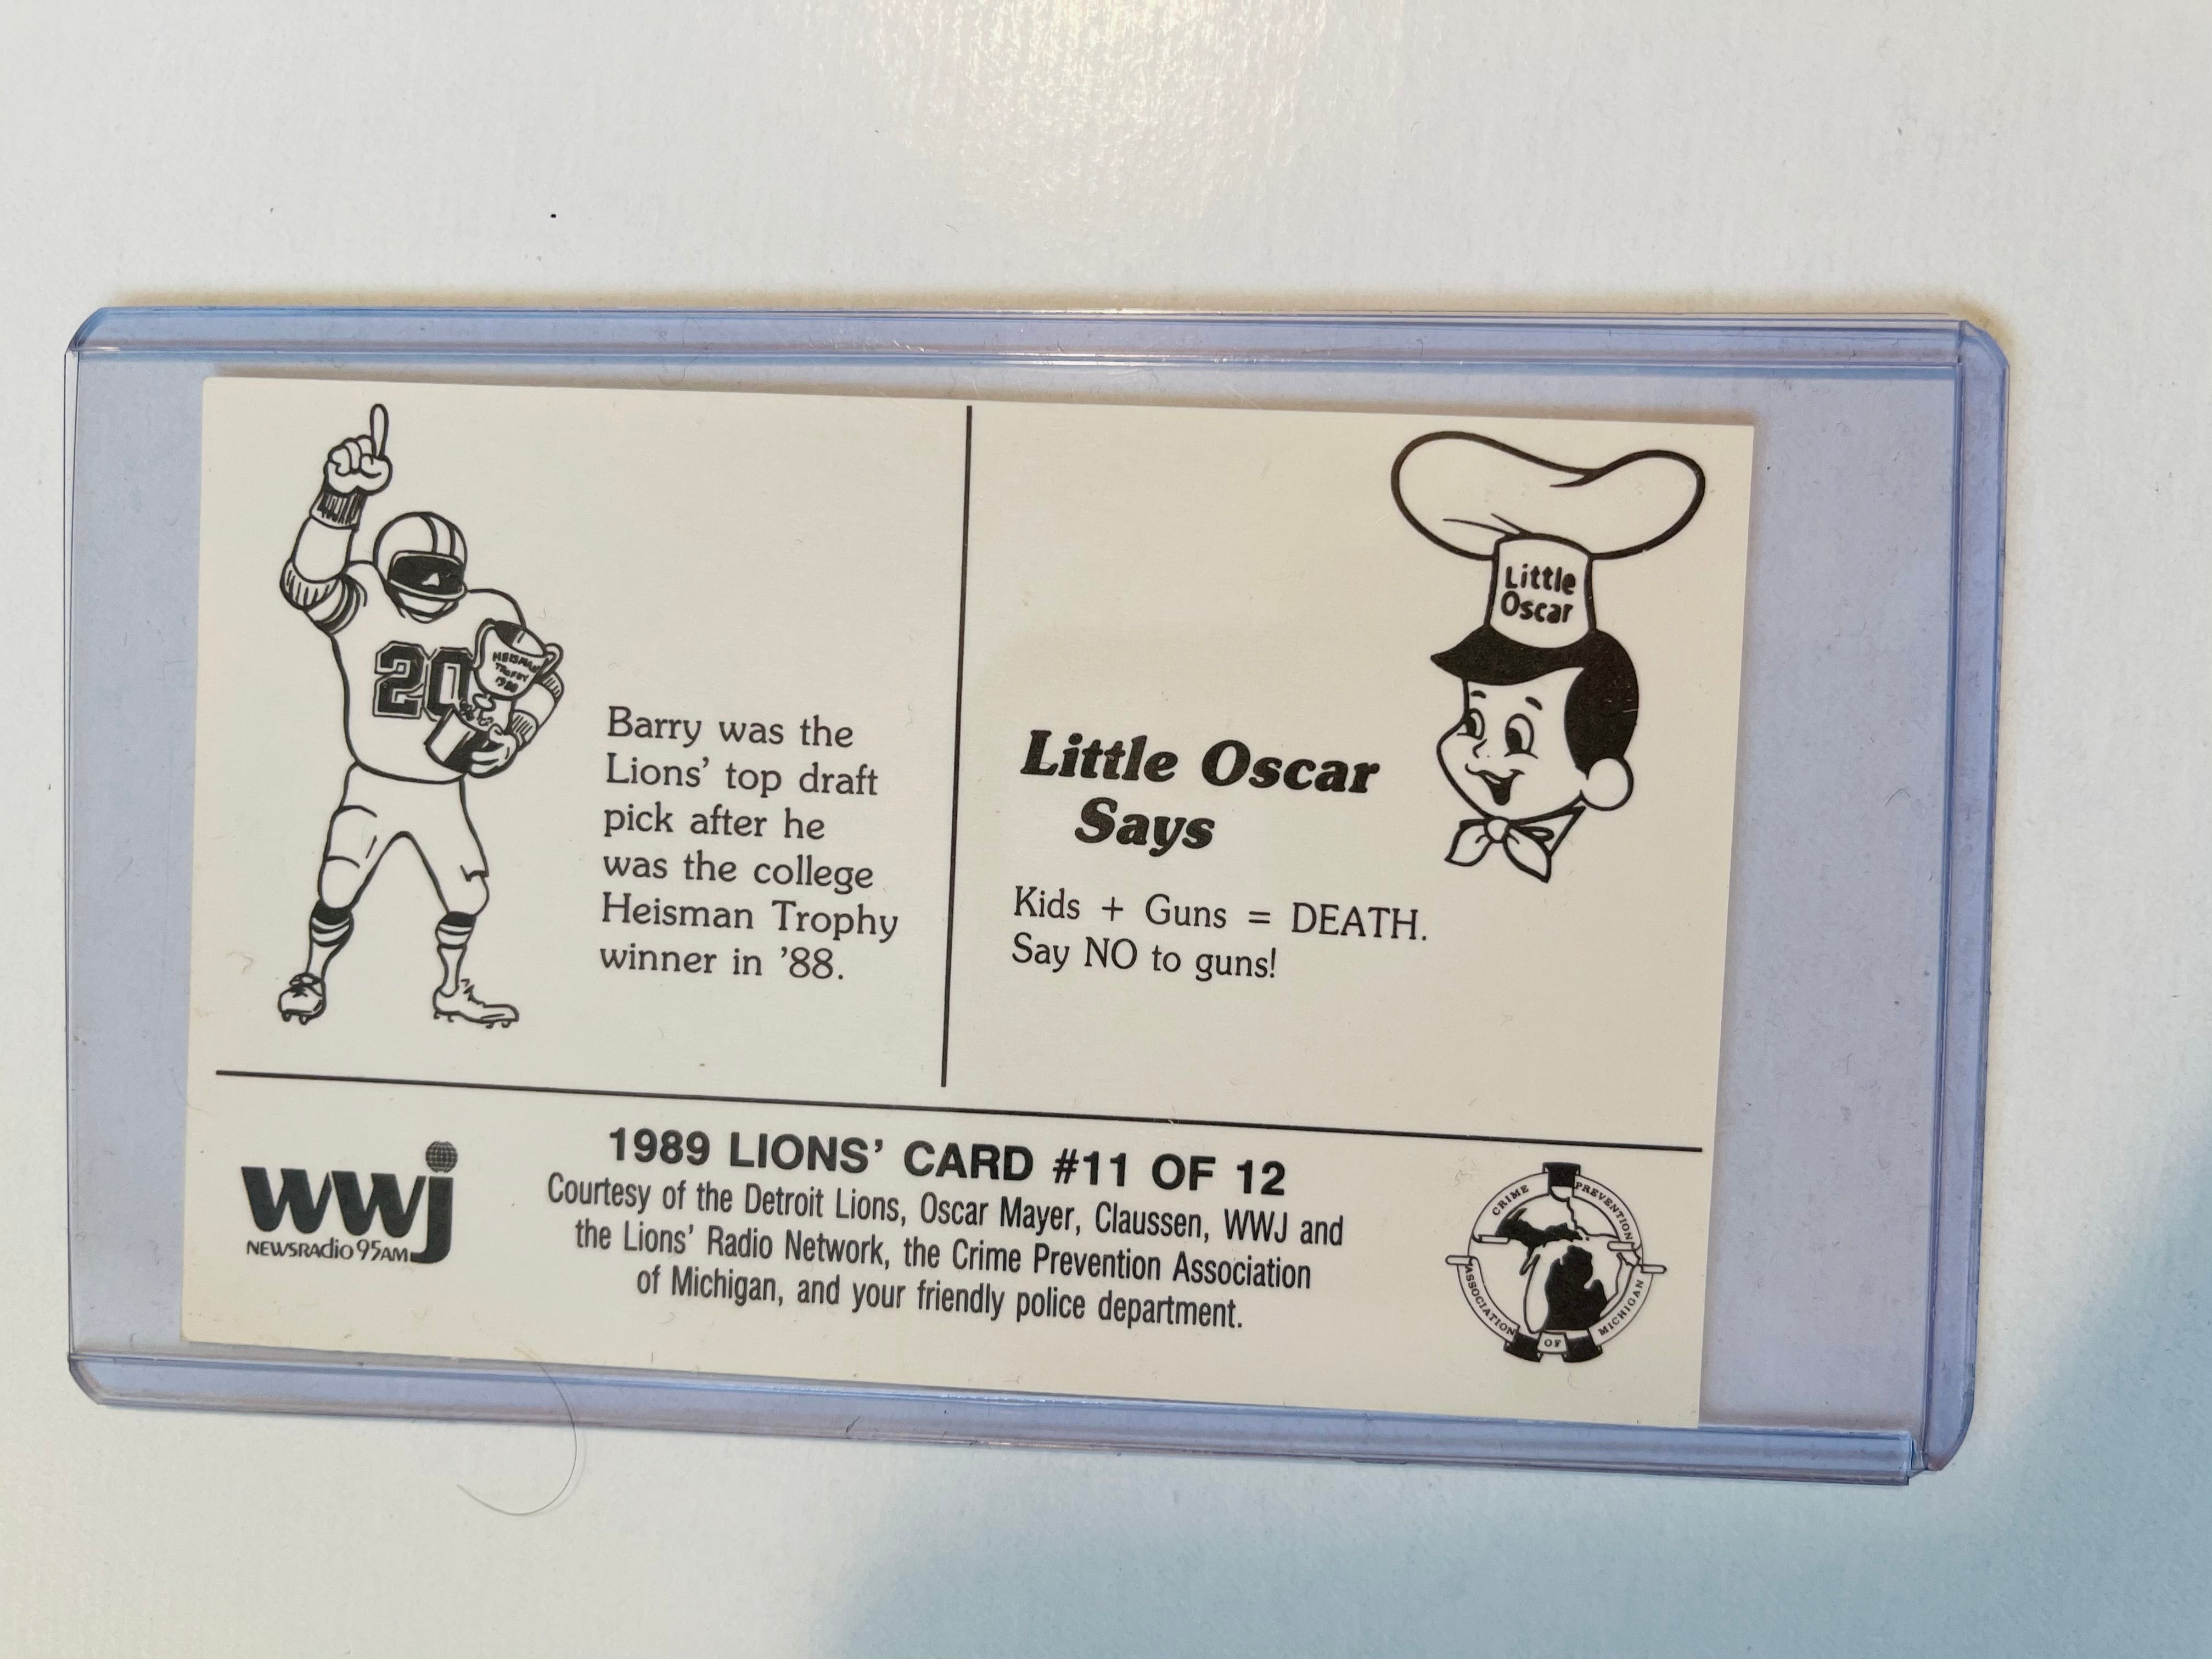 20
HEISMAN
TROPHY
1988
Barry was the
Lions' top draft
pick after he
was the college
Heisman Trophy
winner in '88.
Little
Oscar
Little Oscar
Says
Kids + Guns = DEATH.
Say NO to guns!
WWJ
NEWSRADIO 95AM
1989 LIONS' CARD #11 OF 12
Courtesy of the Detroit Lions, Oscar Mayer, Claussen, WWJ and
the Lions' Radio Network, the Crime Prevention Association
of Michigan, and your friendly police department.
CRIME PREVENTION
ASSOCIATION OF MICHIGAN